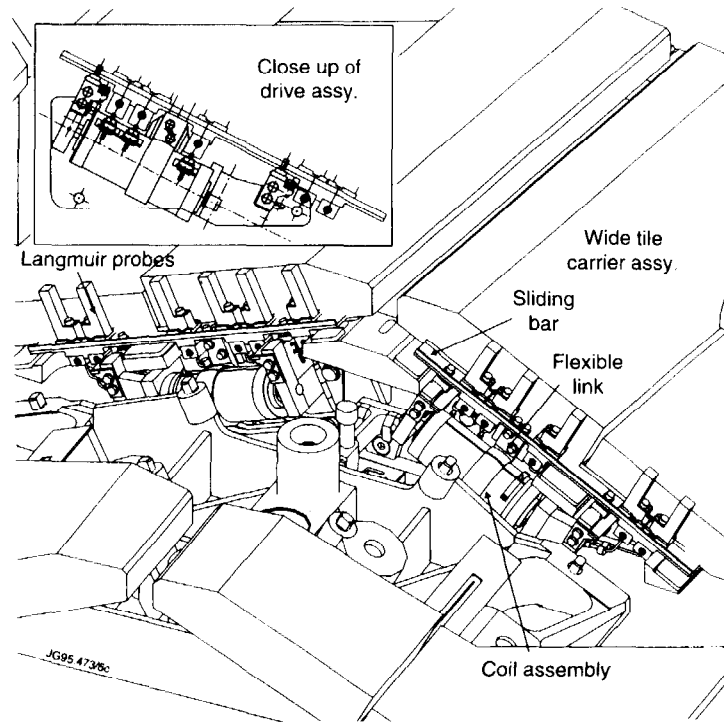 Close up of
drive assy.
Langmuir probes
Wide tile
carrier assy.
Sliding
bar
Flexible
link
JG95 473/6c
Coil assembly